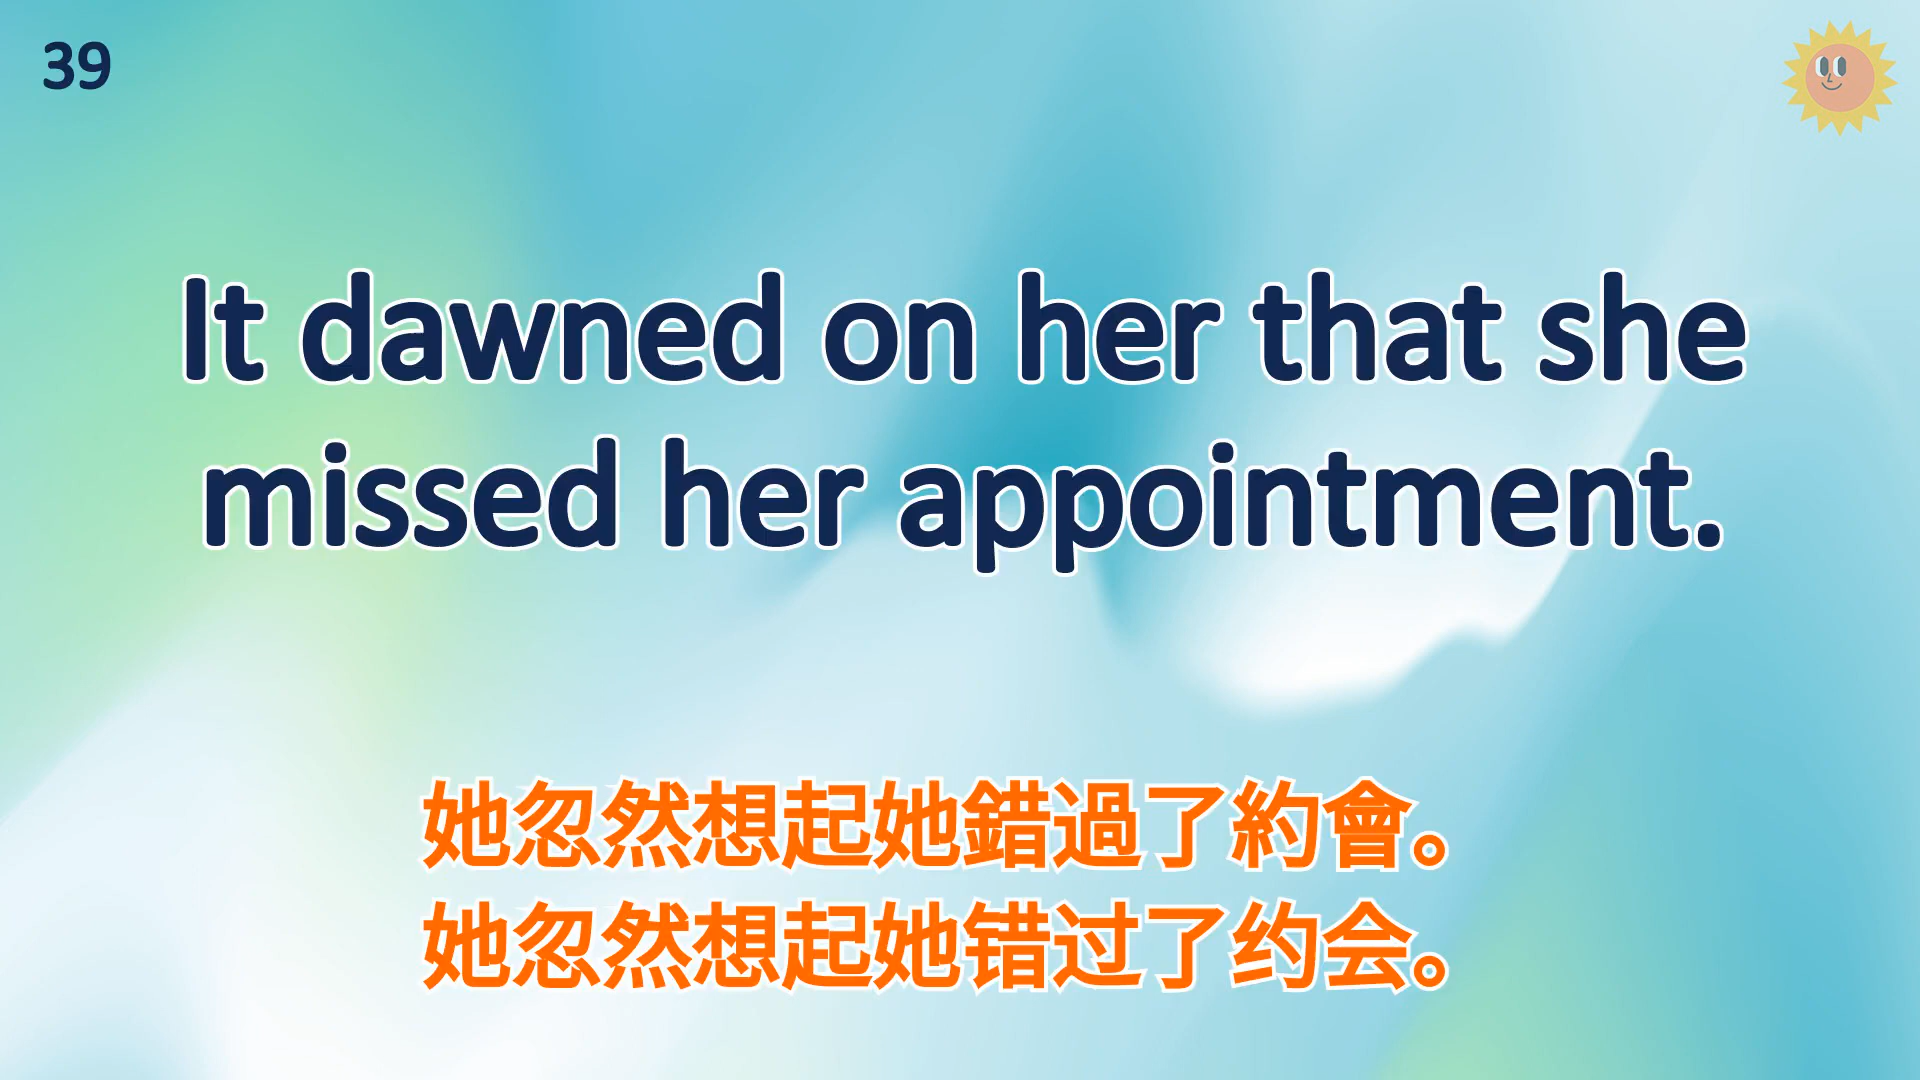 39
It dawned on her that she
missed her appointment.
她忽然想起她錯過了約會。
她忽然想起她错过了约会。